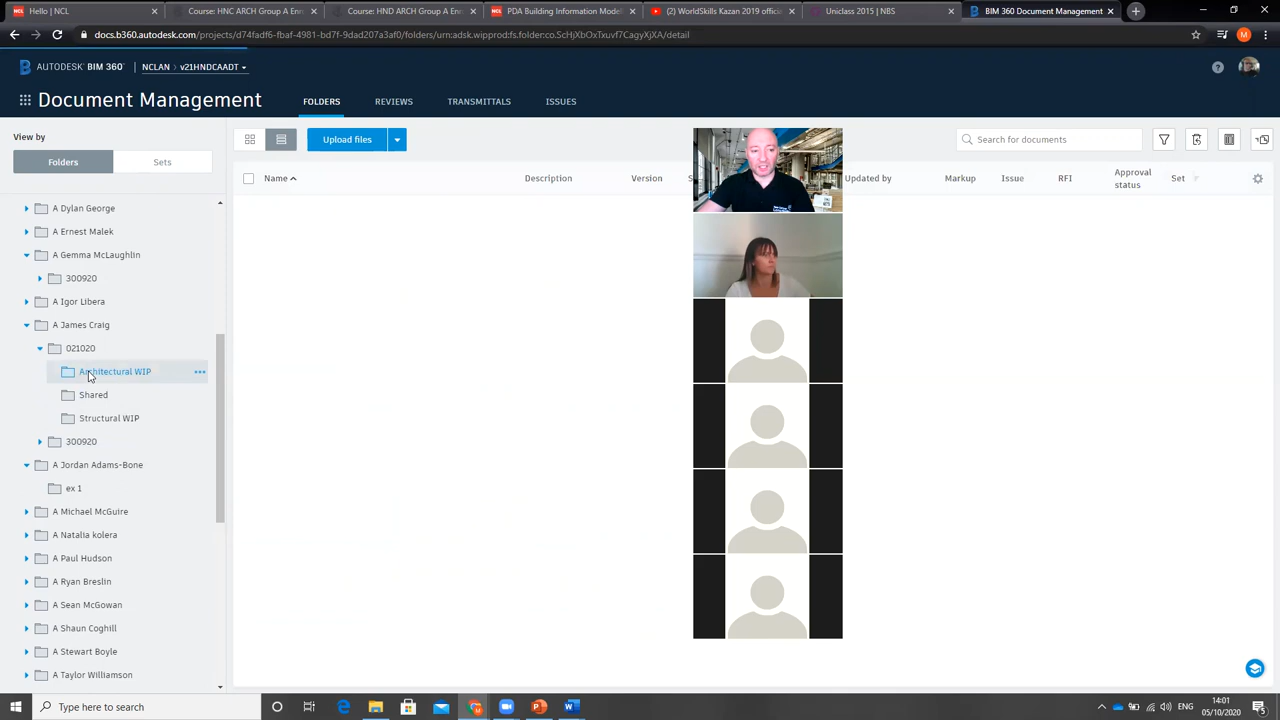 Hello | NCL
Course: HNC ARCH Group A Enr
Course: HND ARCH Group A Enr
PDA Building Information Model
(2) WorldSkills Kazan 2019 offici
Uniclass 2015 | NBS
BIM 360 Document Management
docs.b360.autodesk.com/projects/d74fadf6-fbaf-4981-bd7f-9dad207a3af0/folders/urn:adsk.wipprod:fs.folder:co.ScHjXbOxTxuvf7CagyXjXA/detail
M
AUTODESK BIM 360°
NCLAN > v21HNDCAADT
Document Management
FOLDERS
REVIEWS
TRANSMITTALS
ISSUES
View by
Folders
Sets
Upload files
Search for documents
Name
Description
Version
S
Updated by
Markup
Issue
RFI
Approval status
Set
A Dylan George
A Ernest Malek
A Gemma McLaughlin
300920
A Igor Libera
A James Craig
021020
Architectural WIP
Shared
Structural WIP
300920
A Jordan Adams-Bone
ex 1
A Michael McGuire
A Natalia kolera
A Paul Hudson
A Ryan Breslin
A Sean McGowan
A Shaun Coghill
A Stewart Boyle
A Taylor Williamson
Type here to search
ENG
14:01
05/10/2020